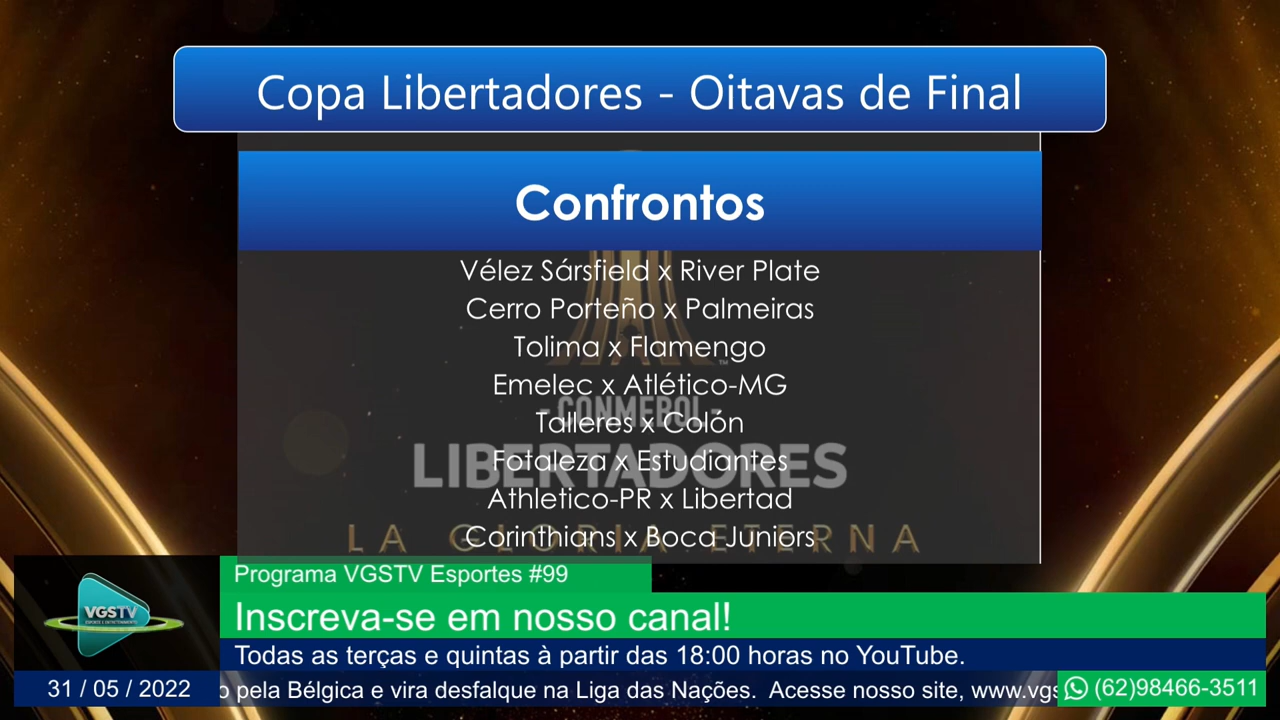 Copa Libertadores - Oitavas de Final
Confrontos
Vélez Sársfield x River Plate
Cerro Porteño x Palmeiras
Tolima x Flamengo
Emelec x Atlético-MG
Talleres x Colón
Fotaleza x Estudiantes
Athletico-PR x Libertad
Corinthians x Boca Juniors
TM
- CONMEBOL -
LIBERTADORES
LA GLORIA ETERNA
Programa VGSTV Esportes #99
VGSTV
ESPORTE E ENTRETENIMENTO
Inscreva-se em nosso canal!
Todas as terças e quintas à partir das 18:00 horas no YouTube.
31 / 05 / 2022
o pela Bélgica e vira desfalque na Liga das Nações. Acesse nosso site, www.vgs
(62)98466-3511